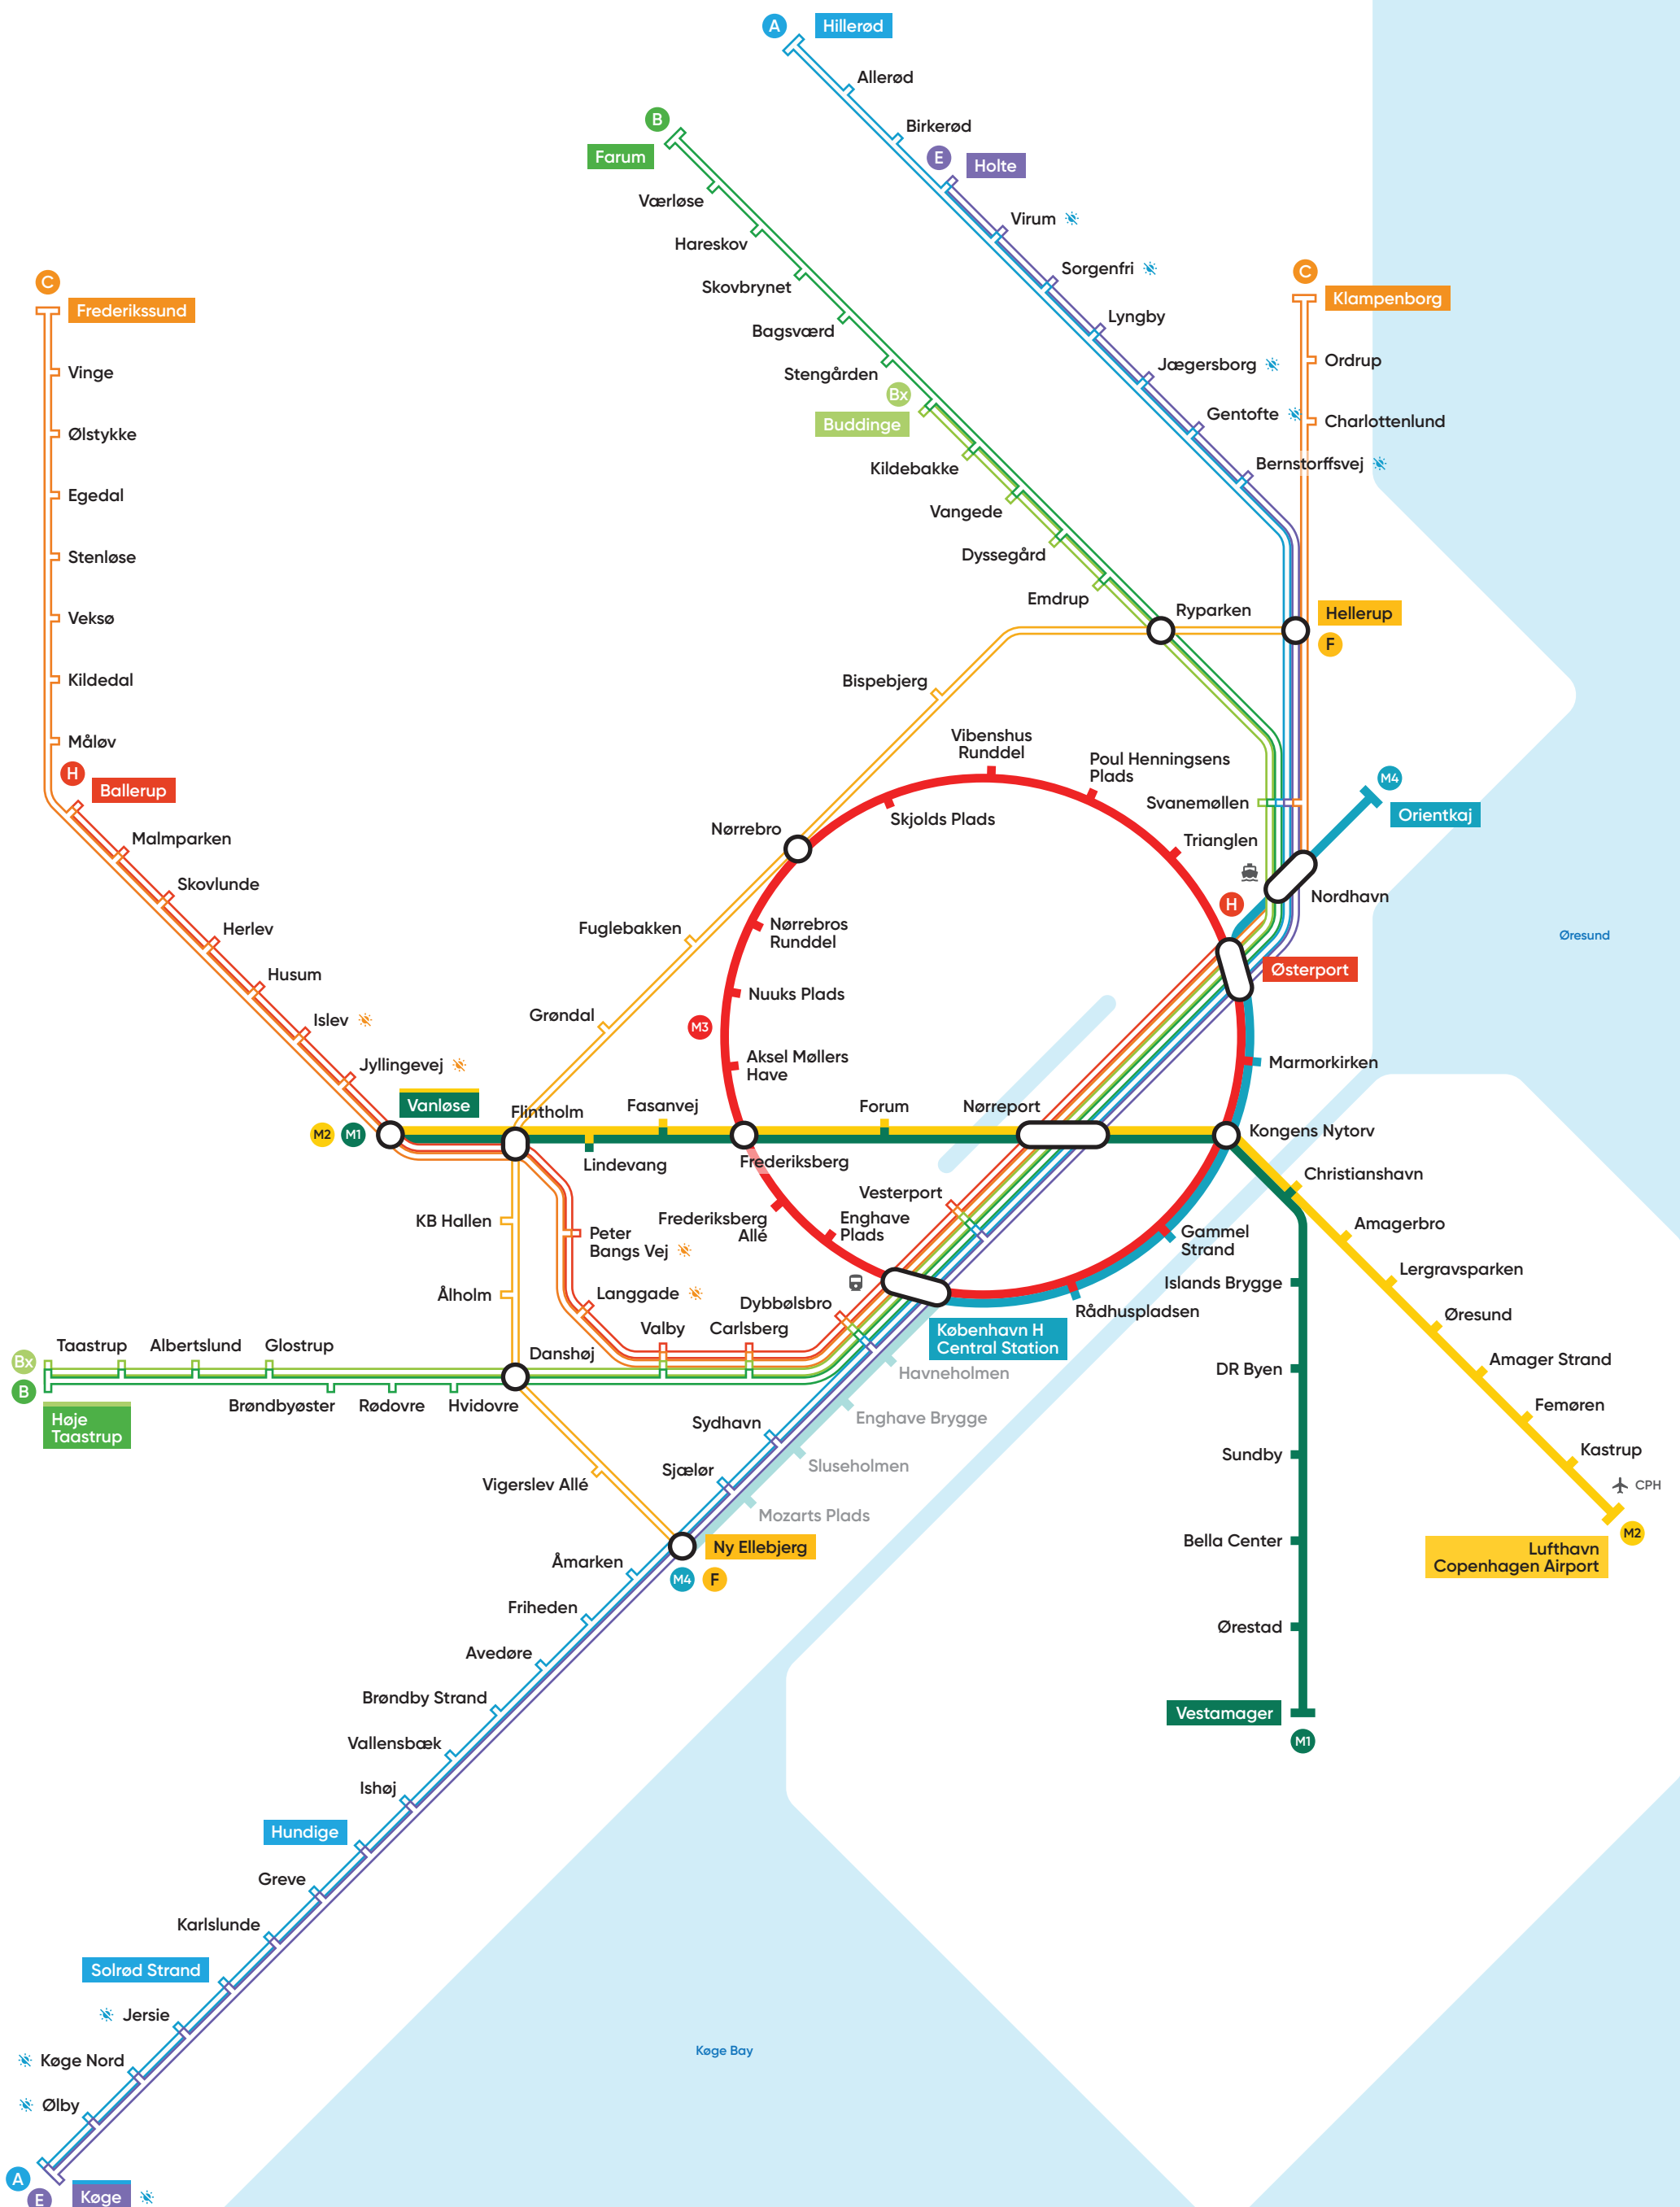 A
Hillerød
Allerød
Birkerød
E
Holte
Virum
Sorgenfri
Lyngby
Jægersborg
Gentofte
Bernstorffsvej
B
Farum
Værløse
Hareskov
Skovbrynet
Bagsværd
Stengården
Bx
Buddinge
Kildebakke
Vangede
Dyssegård
Emdrup
Ryparken
C
Klampenborg
Ordrup
Charlottenlund
Hellerup
F
C
Frederikssund
Vinge
Ølstykke
Egedal
Stenløse
Veksø
Kildedal
Måløv
H
Ballerup
Malmparken
Skovlunde
Herlev
Husum
Islev
Jyllingevej
Bispebjerg
Nørrebro
Fuglebakken
Grøndal
Vibenshus
Runddel
Poul Henningsens
Plads
Skjolds Plads
Svanemøllen
Trianglen
M4
Orientkaj
Nordhavn
H
Østerport
Øresund
Nørrebros
Runddel
Nuuks Plads
M3
Aksel Møllers
Have
Marmorkirken
M2
M1
Vanløse
Flintholm
Fasanvej
Lindevang
Frederiksberg
Forum
Nørreport
Kongens Nytorv
Christianshavn
Amagerbro
Lergravsparken
Øresund
Amager Strand
Femøren
Kastrup
CPH
M2
Lufthavn
Copenhagen Airport
KB Hallen
Ålholm
Peter
Bangs Vej
Langgade
Frederiksberg
Allé
Enghave
Plads
Vesterport
Gammel
Strand
Rådhuspladsen
Islands Brygge
DR Byen
Sundby
Bella Center
Ørestad
Vestamager
M1
Dybbølsbro
Valby
Carlsberg
København H
Central Station
Danshøj
Bx
B
Taastrup
Albertslund
Glostrup
Høje
Taastrup
Brøndbyøster
Rødovre
Hvidovre
Havneholmen
Enghave Brygge
Sluseholmen
Mozarts Plads
Sydhavn
Sjælør
Vigerslev Allé
Ny Ellebjerg
M4
F
Åmarken
Friheden
Avedøre
Brøndby Strand
Vallensbæk
Ishøj
Hundige
Greve
Karlslunde
Solrød Strand
Jersie
Køge Nord
Ølby
A
E
Køge
Køge Bay